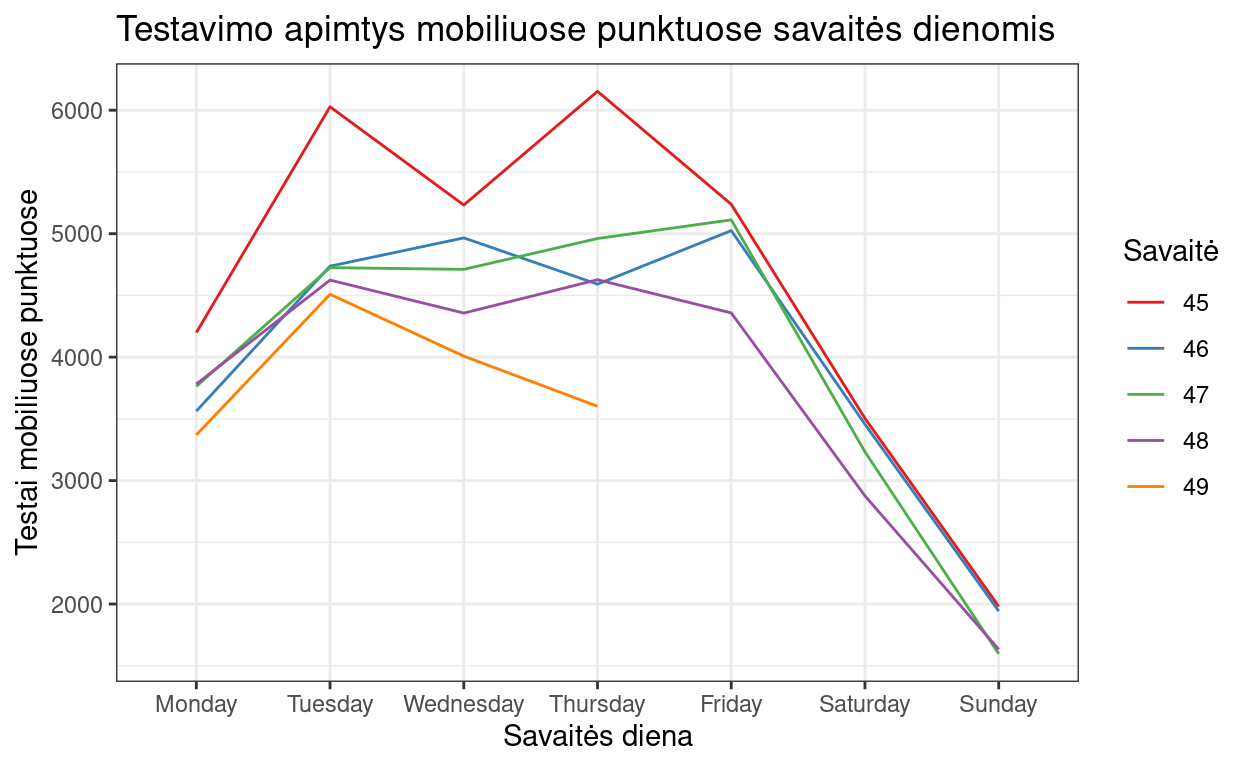 Testavimo apimtys mobiliuose punktuose savaitės dienomis
Testai mobiliuose punktuose
6000
5000
4000
3000
2000
Monday
Tuesday
Wednesday
Thursday
Friday
Saturday
Sunday
Savaitės diena
Savaitė
45
46
47
48
49